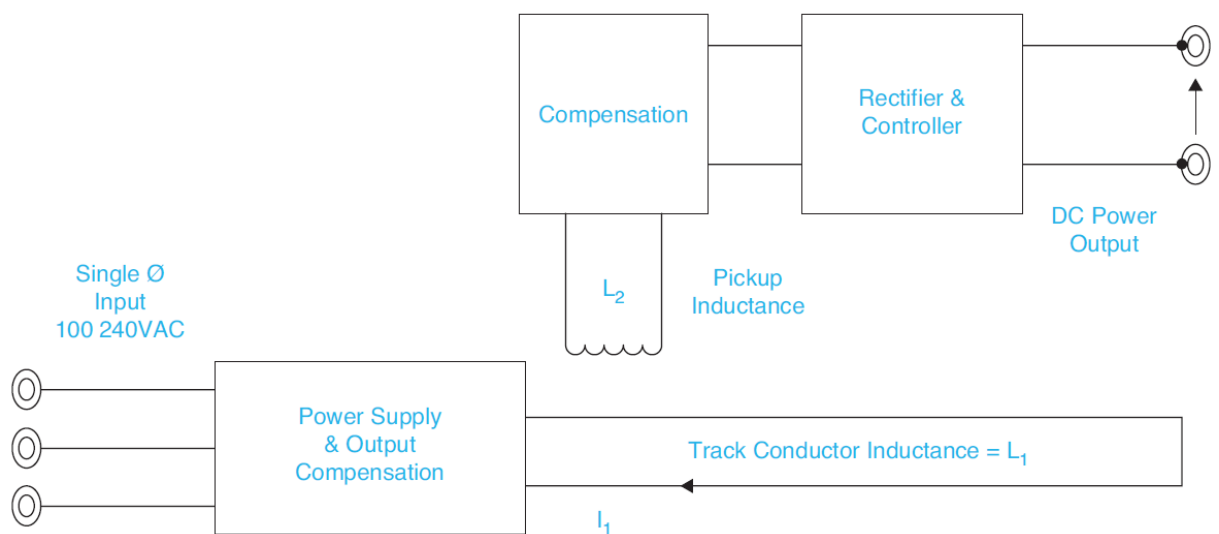 Compensation
Rectifier &
Controller
DC Power
Output
Single Ø
Input
100 240VAC
L₂
Pickup
Inductance
Power Supply
& Output
Compensation
Track Conductor Inductance = L₁
I₁